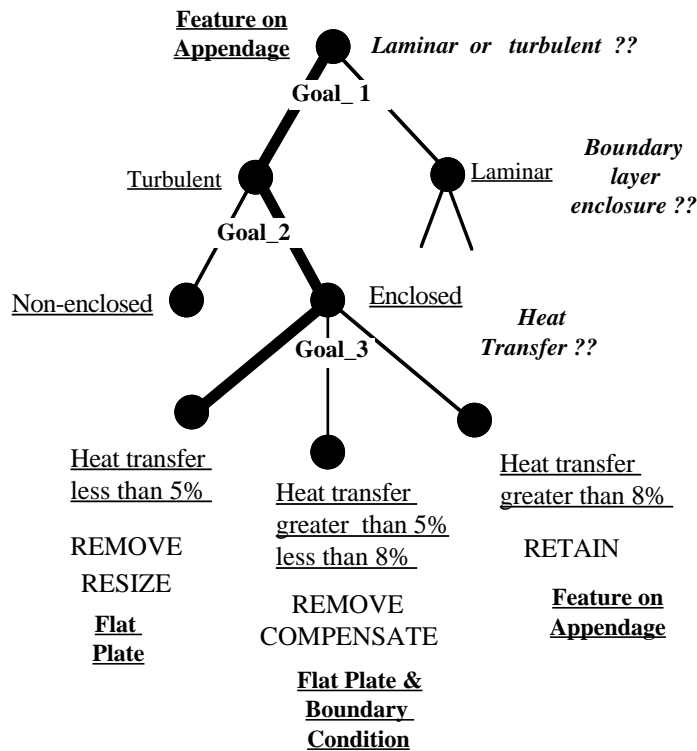 Feature on
Appendage
Laminar or turbulent ??
Goal_ 1
Turbulent
Laminar
Boundary
layer
enclosure ??
Goal_2
Non-enclosed
Enclosed
Heat
Transfer ??
Goal_3
Heat transfer
less than 5%
REMOVE
RESIZE
Flat
Plate
Heat transfer
greater than 5%
less than 8%
REMOVE
COMPENSATE
Flat Plate &
Boundary
Condition
Heat transfer
greater than 8%
RETAIN
Feature on
Appendage